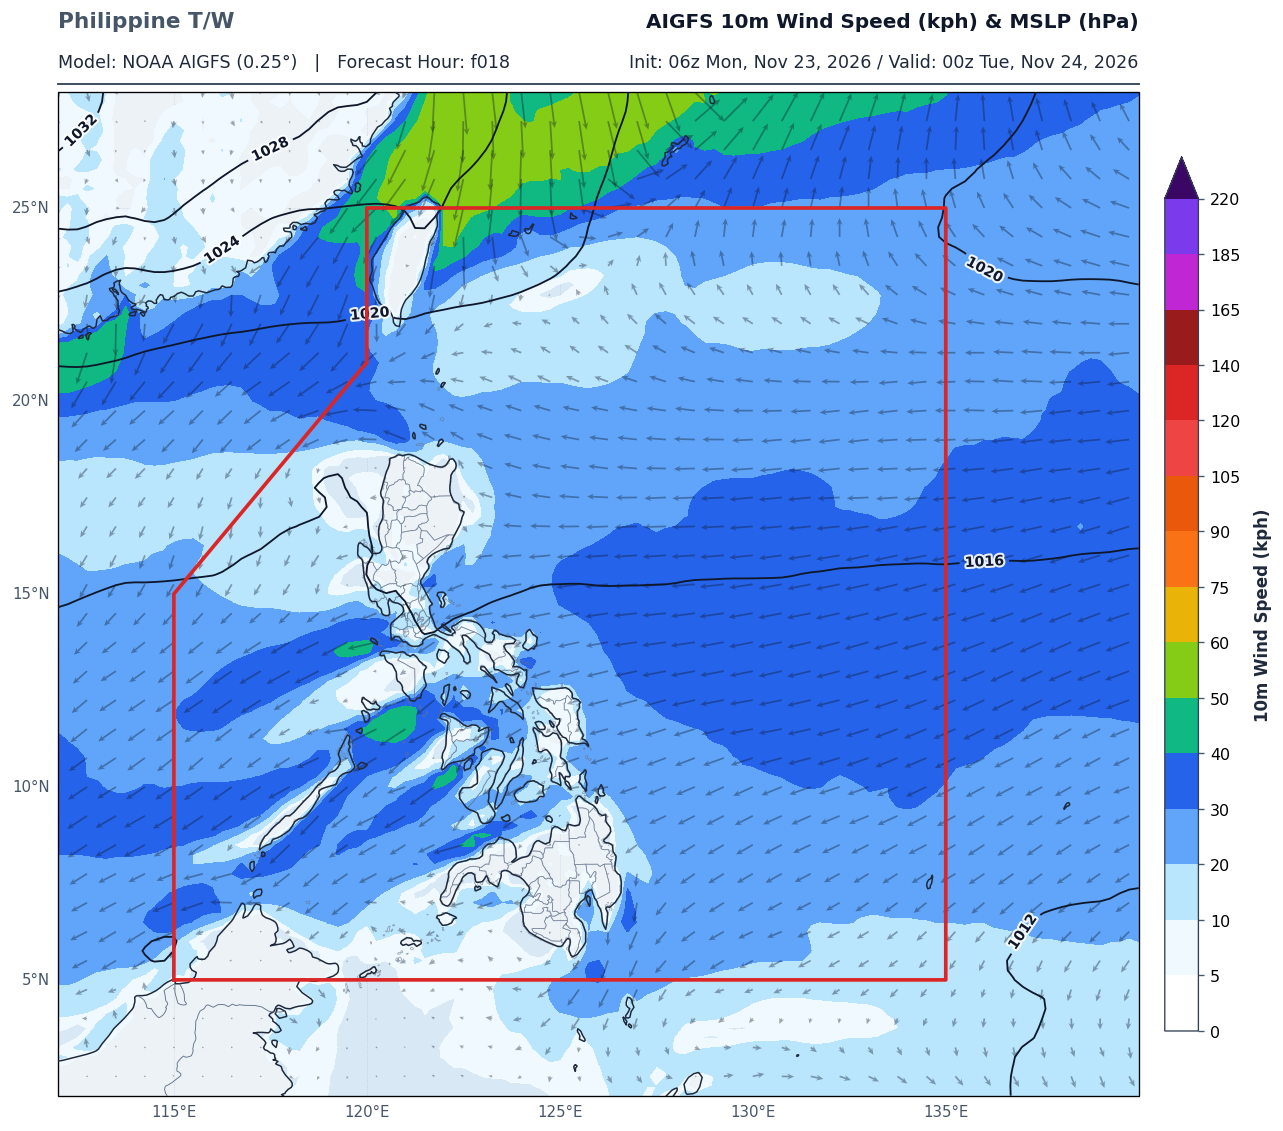 Philippine T/W
AIGFS 10m Wind Speed (kph) & MSLP (hPa)
Model: NOAA AIGFS (0.25°) | Forecast Hour: f018
Init: 06z Mon, Nov 23, 2026 / Valid: 00z Tue, Nov 24, 2026
1032
1028
1024
1020
1020
1016
1012
25°N
20°N
15°N
10°N
5°N
115°E
120°E
125°E
130°E
135°E
220
185
165
140
120
105
90
75
60
50
40
30
20
10
5
0
10m Wind Speed (kph)